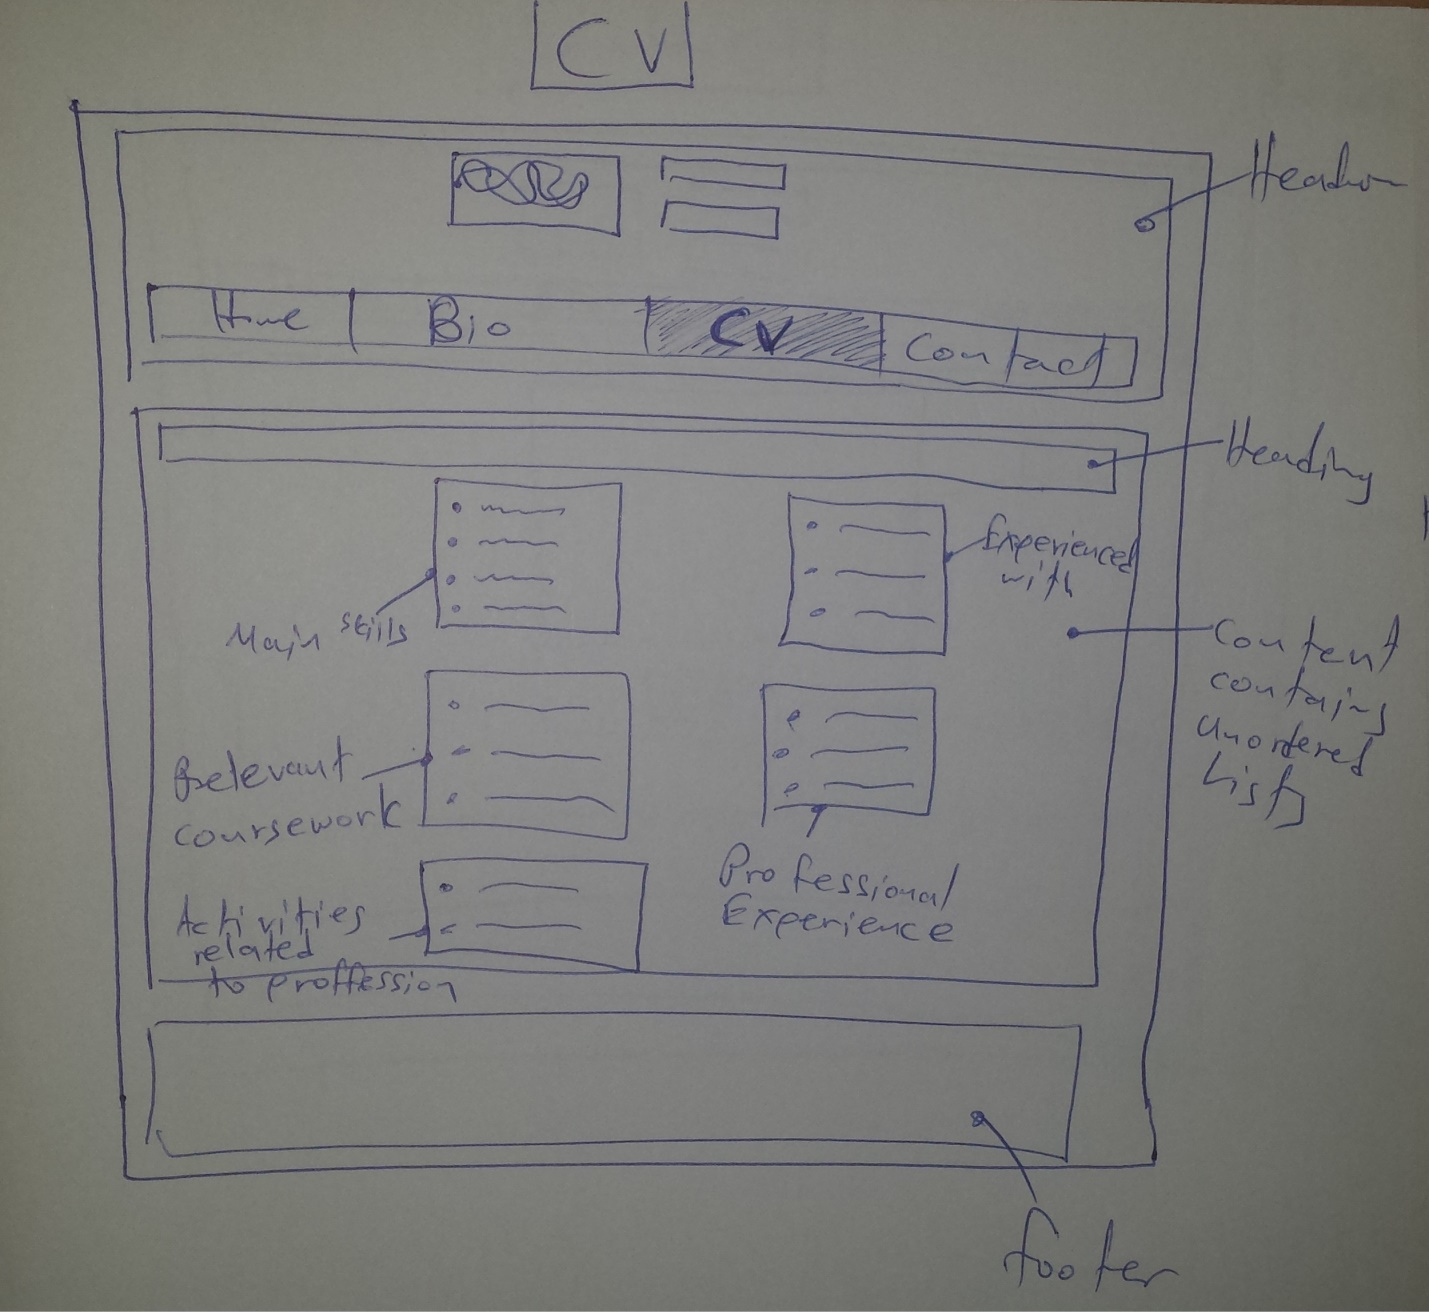 CV
Header
Home Bio CV Contact
Heading
Experienced
with
Main skills
Content
containing
unordered
lists
Relevant
coursework
Professional
Experience
Activities
related
to proffession
footer